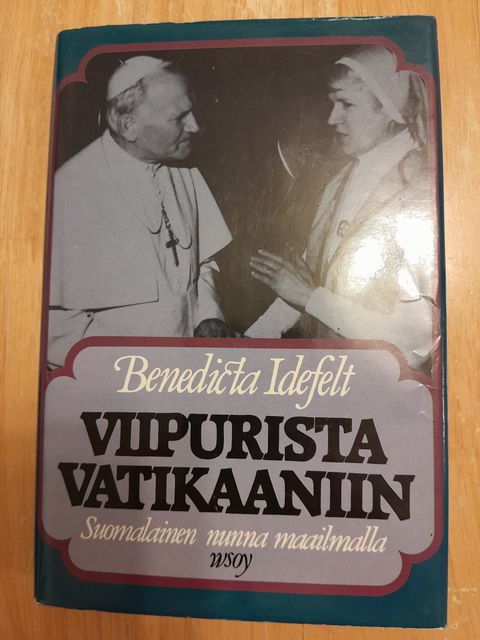 Benedicta Idefelt
VIIPURISTA
VATIKAANIIN
Suomalainen nunna maailmalla
wsoy